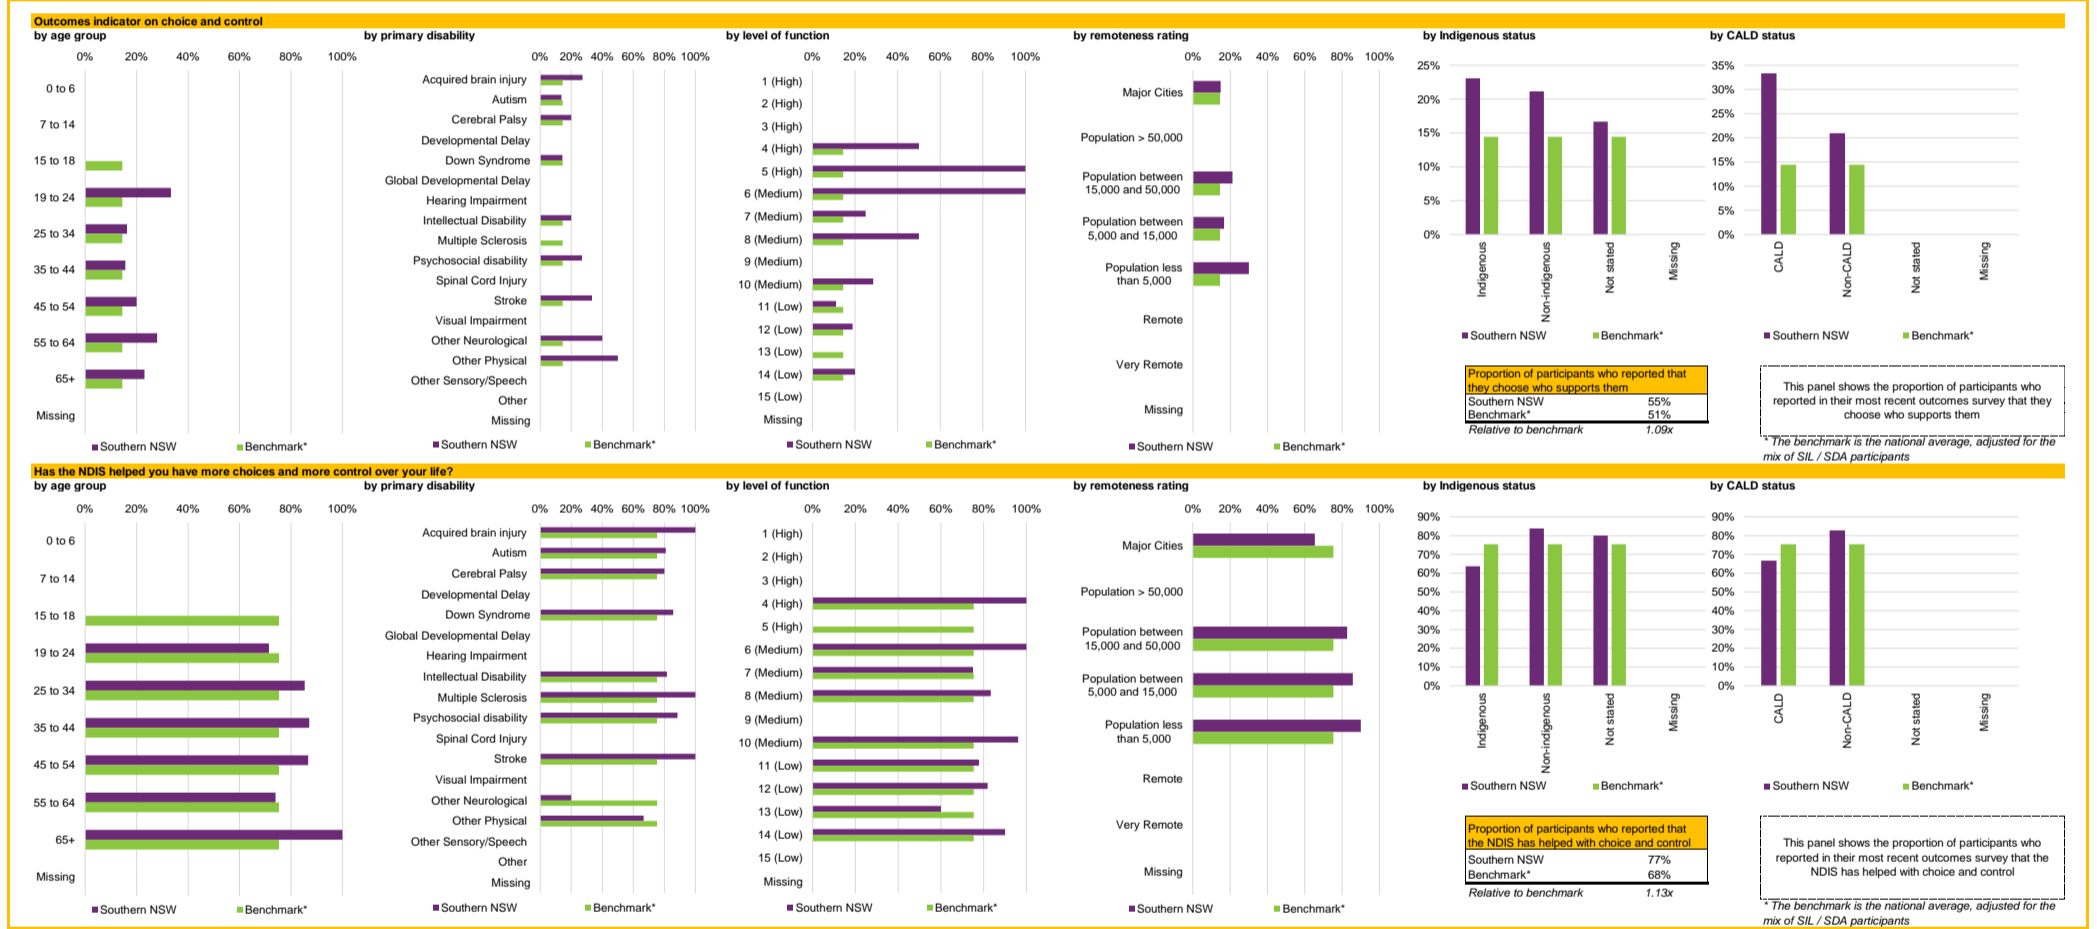 Outcomes indicator on choice and control
by age group
0% 20% 40% 60% 80% 100%
0 to 6
7 to 14
15 to 18
19 to 24
25 to 34
35 to 44
45 to 54
55 to 64
65+
Missing
Southern NSW Benchmark*
by primary disability
0% 20% 40% 60% 80% 100%
Acquired brain injury
Autism
Cerebral Palsy
Developmental Delay
Down Syndrome
Global Developmental Delay
Hearing Impairment
Intellectual Disability
Multiple Sclerosis
Psychosocial disability
Spinal Cord Injury
Stroke
Visual Impairment
Other Neurological
Other Physical
Other Sensory/Speech
Other
Missing
Southern NSW Benchmark*
by level of function
0% 20% 40% 60% 80% 100%
1 (High)
2 (High)
3 (High)
4 (High)
5 (High)
6 (Medium)
7 (Medium)
8 (Medium)
9 (Medium)
10 (Medium)
11 (Low)
12 (Low)
13 (Low)
14 (Low)
15 (Low)
Missing
Southern NSW Benchmark*
by remoteness rating
0% 20% 40% 60% 80% 100%
Major Cities
Population > 50,000
Population between
15,000 and 50,000
Population between
5,000 and 15,000
Population less
than 5,000
Remote
Very Remote
Missing
Southern NSW Benchmark*
by Indigenous status
25%
20%
15%
10%
5%
0%
Indigenous
Non-indigenous
Not stated
Missing
Southern NSW Benchmark*
by CALD status
35%
30%
25%
20%
15%
10%
5%
0%
CALD
Non-CALD
Not stated
Missing
Southern NSW Benchmark*
Proportion of participants who reported that
they choose who supports them
Southern NSW 55%
Benchmark* 51%
Relative to benchmark 1.09x
This panel shows the proportion of participants who
reported in their most recent outcomes survey that they
choose who supports them
* The benchmark is the national average, adjusted for the
mix of SIL / SDA participants
Has the NDIS helped you have more choices and more control over your life?
by age group
0% 20% 40% 60% 80% 100%
0 to 6
7 to 14
15 to 18
19 to 24
25 to 34
35 to 44
45 to 54
55 to 64
65+
Missing
Southern NSW Benchmark*
by primary disability
0% 20% 40% 60% 80% 100%
Acquired brain injury
Autism
Cerebral Palsy
Developmental Delay
Down Syndrome
Global Developmental Delay
Hearing Impairment
Intellectual Disability
Multiple Sclerosis
Psychosocial disability
Spinal Cord Injury
Stroke
Visual Impairment
Other Neurological
Other Physical
Other Sensory/Speech
Other
Missing
Southern NSW Benchmark*
by level of function
0% 20% 40% 60% 80% 100%
1 (High)
2 (High)
3 (High)
4 (High)
5 (High)
6 (Medium)
7 (Medium)
8 (Medium)
9 (Medium)
10 (Medium)
11 (Low)
12 (Low)
13 (Low)
14 (Low)
15 (Low)
Missing
Southern NSW Benchmark*
by remoteness rating
0% 20% 40% 60% 80% 100%
Major Cities
Population > 50,000
Population between
15,000 and 50,000
Population between
5,000 and 15,000
Population less
than 5,000
Remote
Very Remote
Missing
Southern NSW Benchmark*
by Indigenous status
90%
80%
70%
60%
50%
40%
30%
20%
10%
0%
Indigenous
Non-indigenous
Not stated
Missing
Southern NSW Benchmark*
by CALD status
90%
80%
70%
60%
50%
40%
30%
20%
10%
0%
CALD
Non-CALD
Not stated
Missing
Southern NSW Benchmark*
Proportion of participants who reported that
the NDIS has helped with choice and control
Southern NSW 77%
Benchmark* 68%
Relative to benchmark 1.13x
This panel shows the proportion of participants who
reported in their most recent outcomes survey that the
NDIS has helped with choice and control
* The benchmark is the national average, adjusted for the
mix of SIL / SDA participants